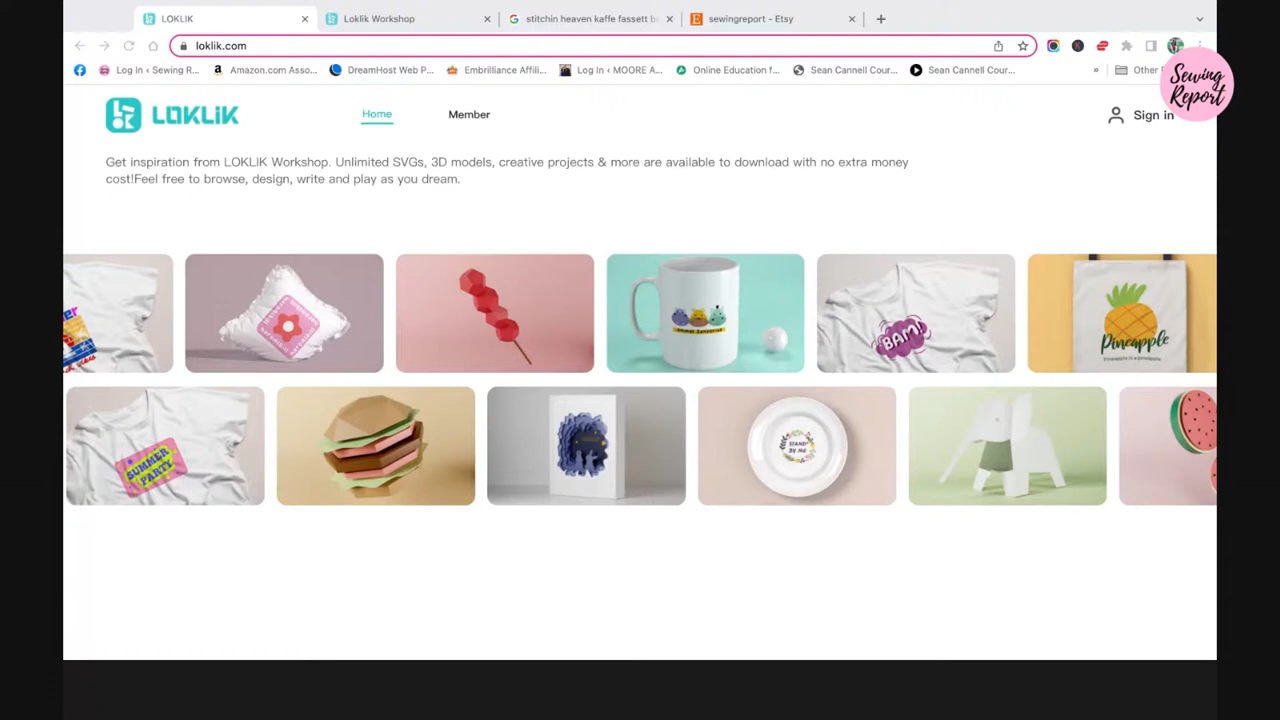 LOKLIK
Loklik Workshop
stitchin heaven kaffe fassett b
sewingreport - Etsy
loklik.com
Log In ‹ Sewing R...
Amazon.com Asso...
DreamHost Web P...
Embrilliance Affili...
Log In ‹ MOORE A...
Online Education f...
Sean Cannell Cour...
Sean Cannell Cour...
»
Other
Sewing
Report
LOKLiK
Home
Member
Sign in
Get inspiration from LOKLIK Workshop. Unlimited SVGs, 3D models, creative projects & more are available to download with no extra money
cost!Feel free to browse, design, write and play as you dream.
BAM!
Pineapple
SUMMER
PARTY
STAND
BY ME